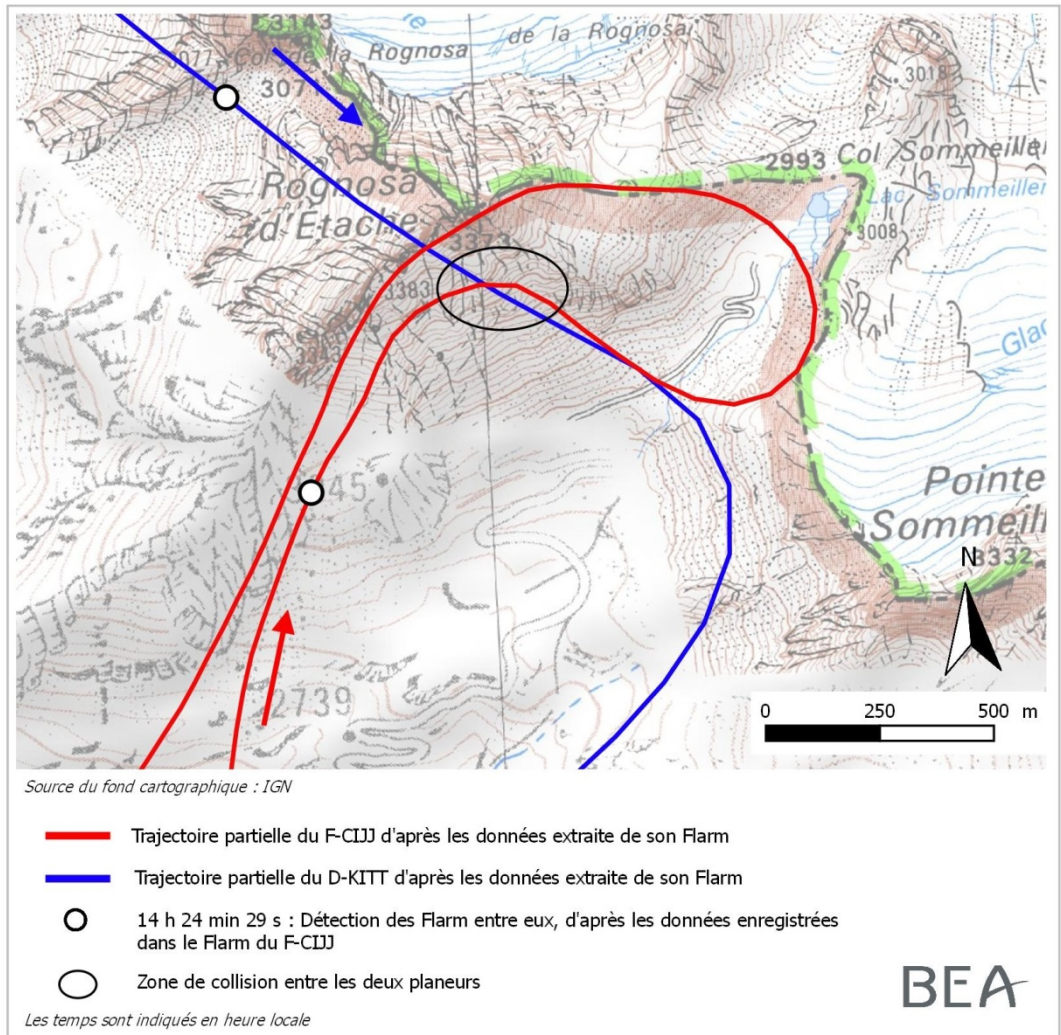 3143
3077 Col de la Rognosa
de la Rognosa
307
3018
2993 Col Sommeiller
Rognosa
d'Etache
Lac Sommeiller
3008
3383
Glac
45
Pointe
Sommeill
3332
N
2739
0 250 500 m
Source du fond cartographique : IGN
Trajectoire partielle du F-CIJJ d'après les données extraite de son Flarm
Trajectoire partielle du D-KITT d'après les données extraite de son Flarm
14 h 24 min 29 s : Détection des Flarm entre eux, d'après les données enregistrées
dans le Flarm du F-CIJJ
Zone de collision entre les deux planeurs
BEA
Les temps sont indiqués en heure locale